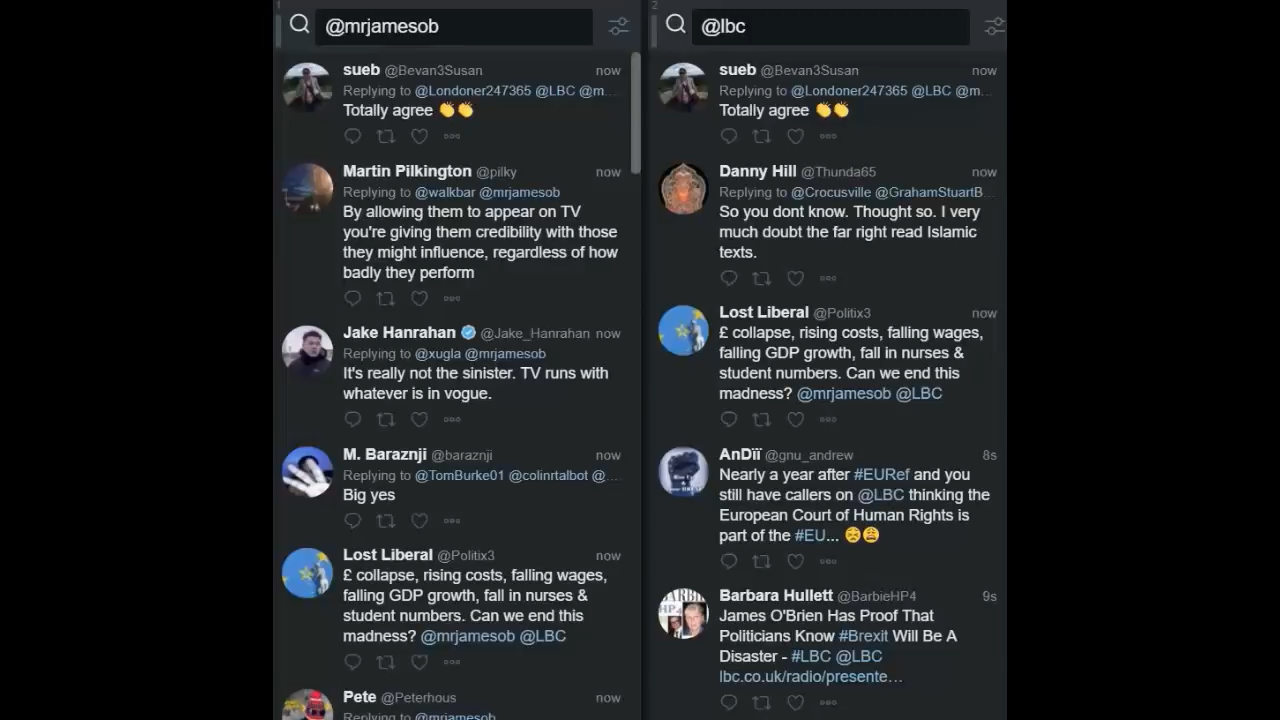 1
@mrjamesob
sueb @Bevan3Susan now
Replying to @Londoner247365 @LBC @m...
Totally agree 👏👏
Martin Pilkington @pilky now
Replying to @walkbar @mrjamesob
By allowing them to appear on TV
you're giving them credibility with those
they might influence, regardless of how
badly they perform
Jake Hanrahan @Jake_Hanrahan now
Replying to @xugla @mrjamesob
It's really not the sinister. TV runs with
whatever is in vogue.
M. Baraznji @baraznji now
Replying to @TomBurke01 @colinrtalbot @...
Big yes
Lost Liberal @Politix3 now
£ collapse, rising costs, falling wages,
falling GDP growth, fall in nurses &
student numbers. Can we end this
madness? @mrjamesob @LBC
Pete @Peterhous now
Replying to @mrjamesob
2
@lbc
sueb @Bevan3Susan now
Replying to @Londoner247365 @LBC @m...
Totally agree 👏👏
Danny Hill @Thunda65 now
Replying to @Crocusville @GrahamStuartB...
So you dont know. Thought so. I very
much doubt the far right read Islamic
texts.
Lost Liberal @Politix3 now
£ collapse, rising costs, falling wages,
falling GDP growth, fall in nurses &
student numbers. Can we end this
madness? @mrjamesob @LBC
AnDïï @gnu_andrew 8s
Nearly a year after #EURef and you
still have callers on @LBC thinking the
European Court of Human Rights is
part of the #EU... 😣😩
Barbara Hullett @BarbieHP4 9s
James O'Brien Has Proof That
Politicians Know #Brexit Will Be A
Disaster - #LBC @LBC
lbc.co.uk/radio/presente…